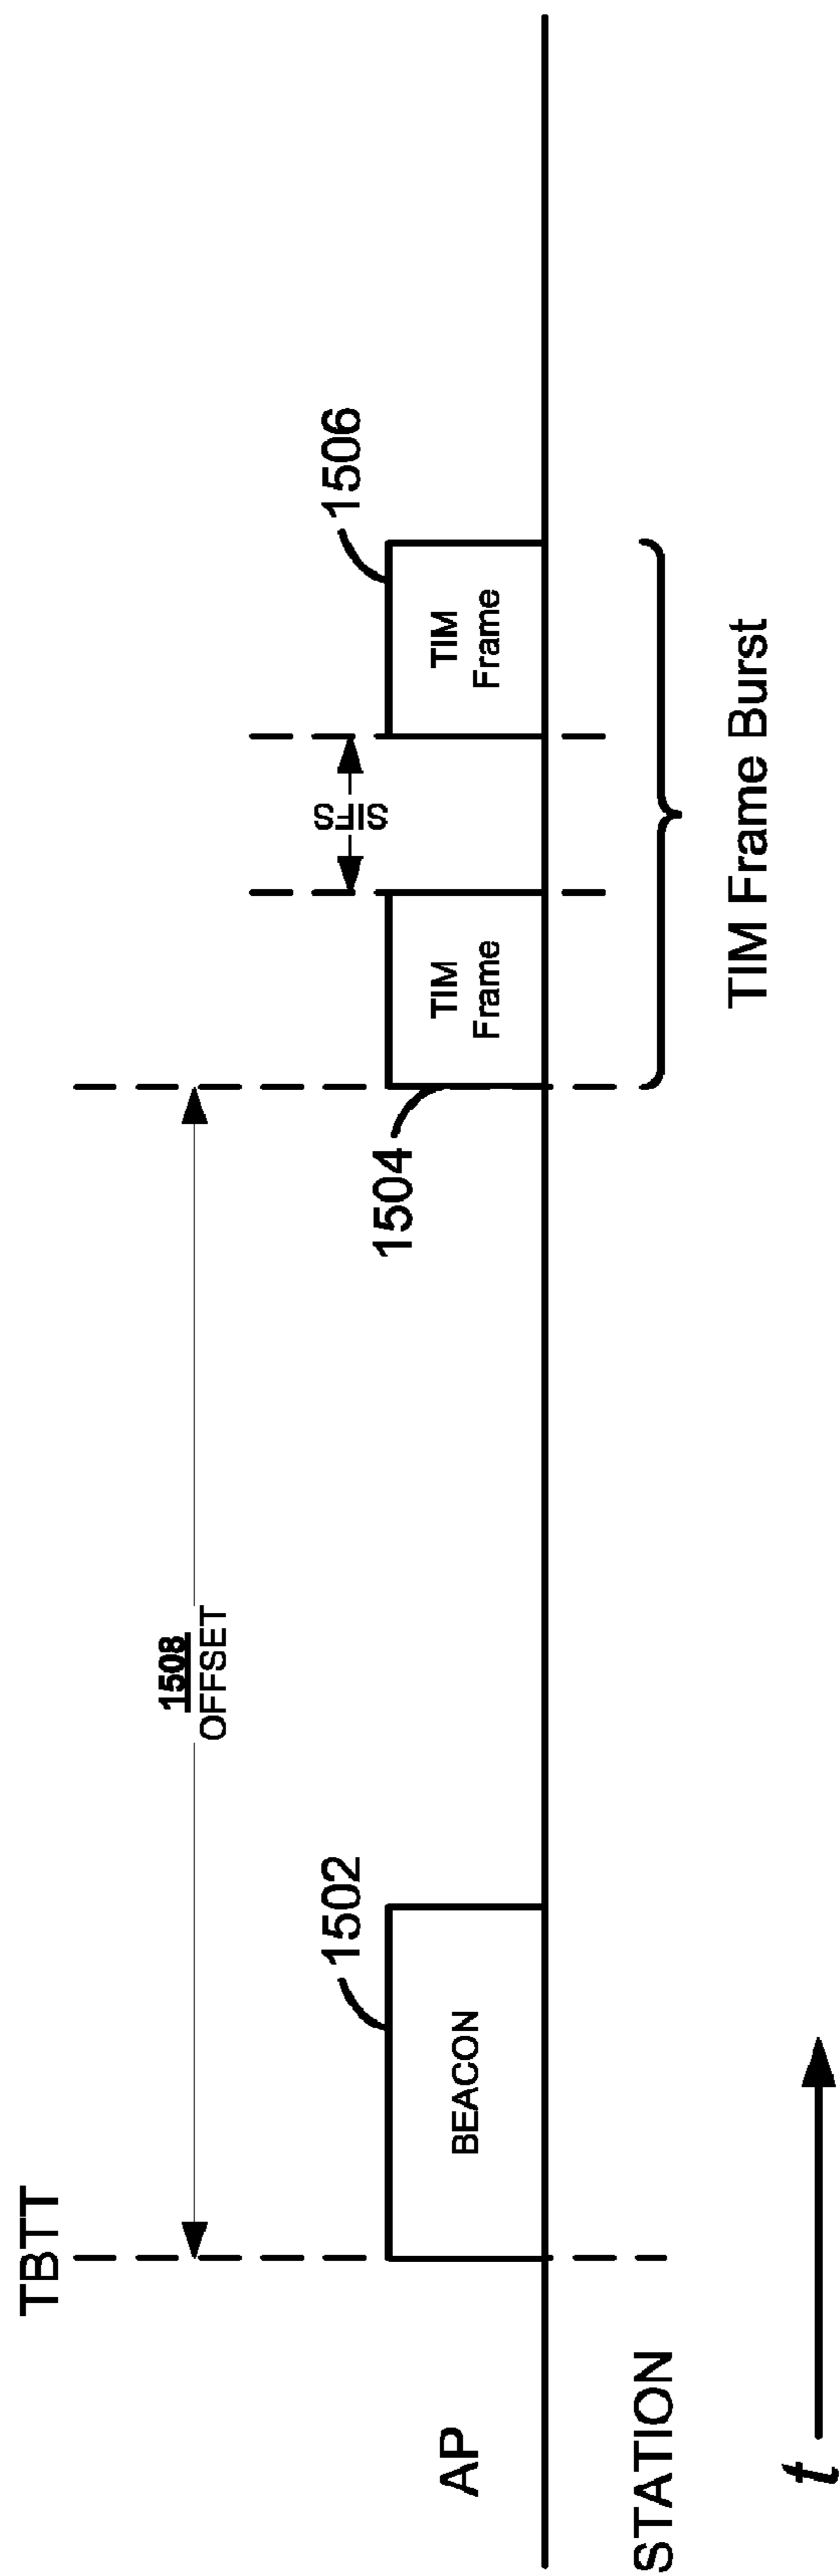 TBTT
1508
OFFSET
1502
1504
SIFS
1506
AP
BEACON
TIM
Frame
TIM
Frame
STATION
TIM Frame Burst
t